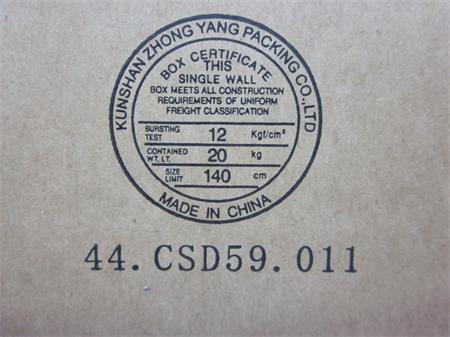 KUNSHAN ZHONG YANG PACKING CO.,LTD
BOX CERTIFICATE
THIS
SINGLE WALL
BOX MEETS ALL CONSTRUCTION
REQUIREMENTS OF UNIFORM
FREIGHT CLASSIFICATION
BURSTING TEST 12 Kgf/cm²
CONTAINED WT. LT. 20 kg
SIZE LIMIT 140 cm
MADE IN CHINA
44.CSD59.011